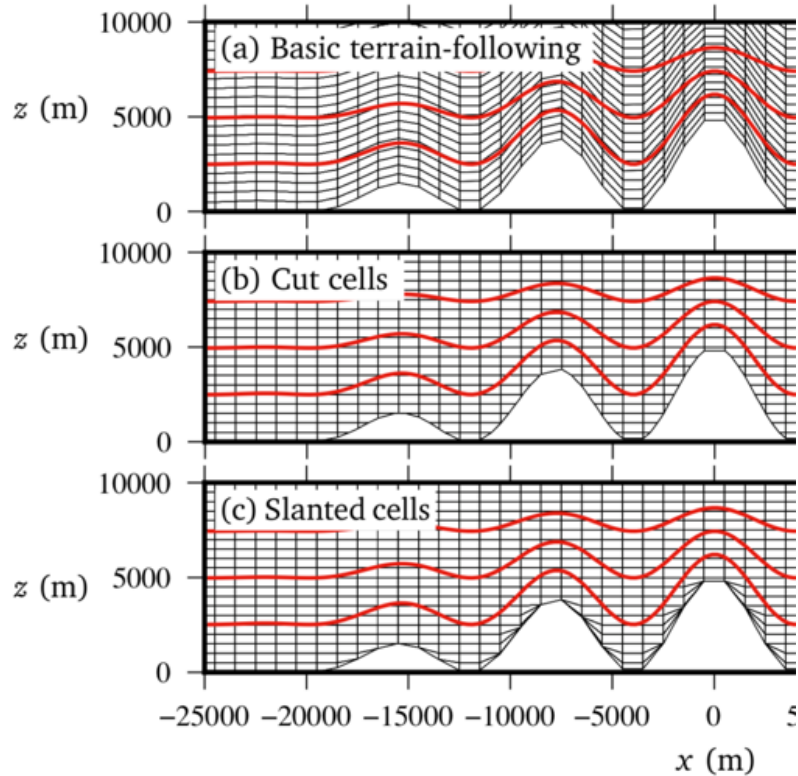 10000
(a) Basic terrain-following
z (m)
5000
0
10000
(b) Cut cells
z (m)
5000
0
10000
(c) Slanted cells
z (m)
5000
0
−25000 −20000 −15000 −10000 −5000 0 5
x (m)